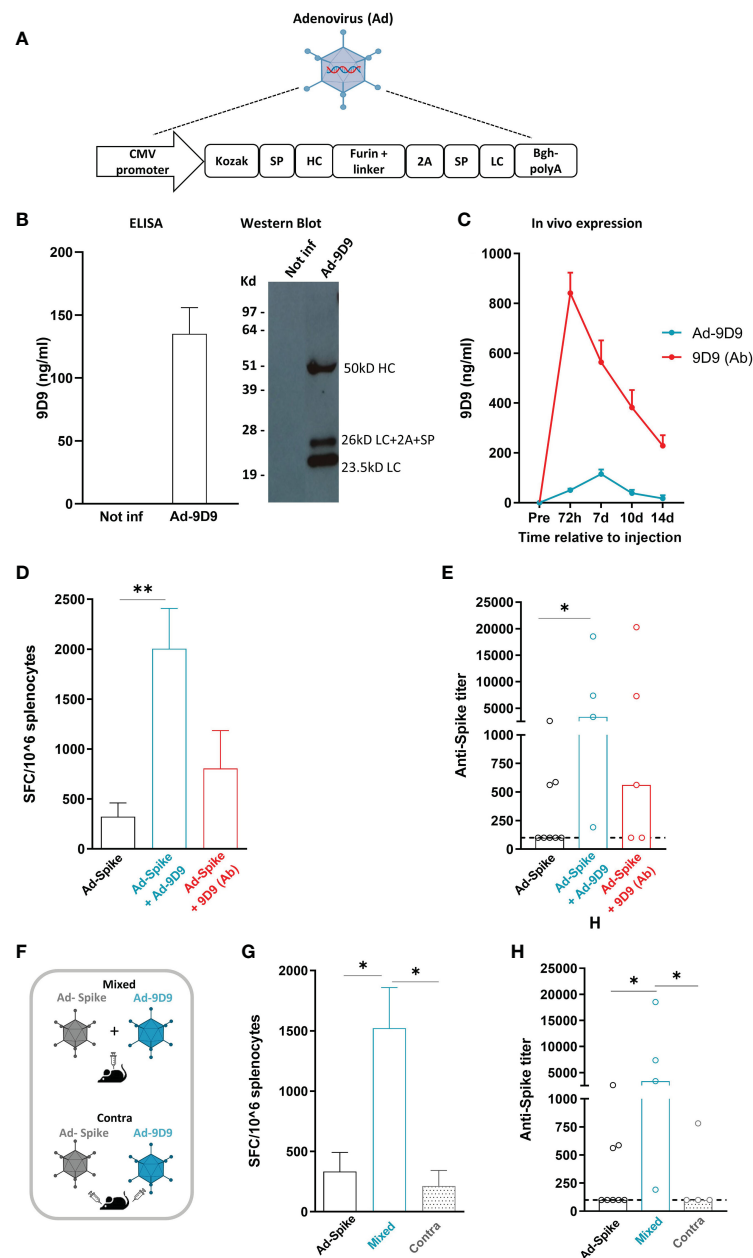 A
Adenovirus (Ad)
CMV promoter
Kozak
SP
HC
Furin + linker
2A
SP
LC
Bgh-polyA
B
ELISA
Western Blot
9D9 (ng/ml)
200
150
100
50
0
Not inf
Ad-9D9
Not inf
Ad-9D9
Kd
97 -
64 -
51 -
39 -
28 -
19 -
50kD HC
26kD LC+2A+SP
23.5kD LC
C
In vivo expression
9D9 (ng/ml)
1000
800
600
400
200
0
Pre
72h
7d
10d
14d
Time relative to injection
Ad-9D9
9D9 (Ab)
D
SFC/10^6 splenocytes
2500
2000
1500
1000
500
0
**
Ad-Spike
Ad-Spike + Ad-9D9
Ad-Spike + 9D9 (Ab)
E
Anti-Spike titer
25000
20000
15000
10000
5000
1000
750
500
250
0
*
Ad-Spike
Ad-Spike + Ad-9D9
Ad-Spike + 9D9 (Ab)
H
F
Mixed
Ad- Spike
Ad-9D9
+
Contra
Ad- Spike
Ad-9D9
G
SFC/10^6 splenocytes
2000
1500
1000
500
0
*
*
Ad-Spike
Mixed
Contra
H
Anti-Spike titer
25000
20000
15000
10000
5000
1000
750
500
250
0
*
*
Ad-Spike
Mixed
Contra